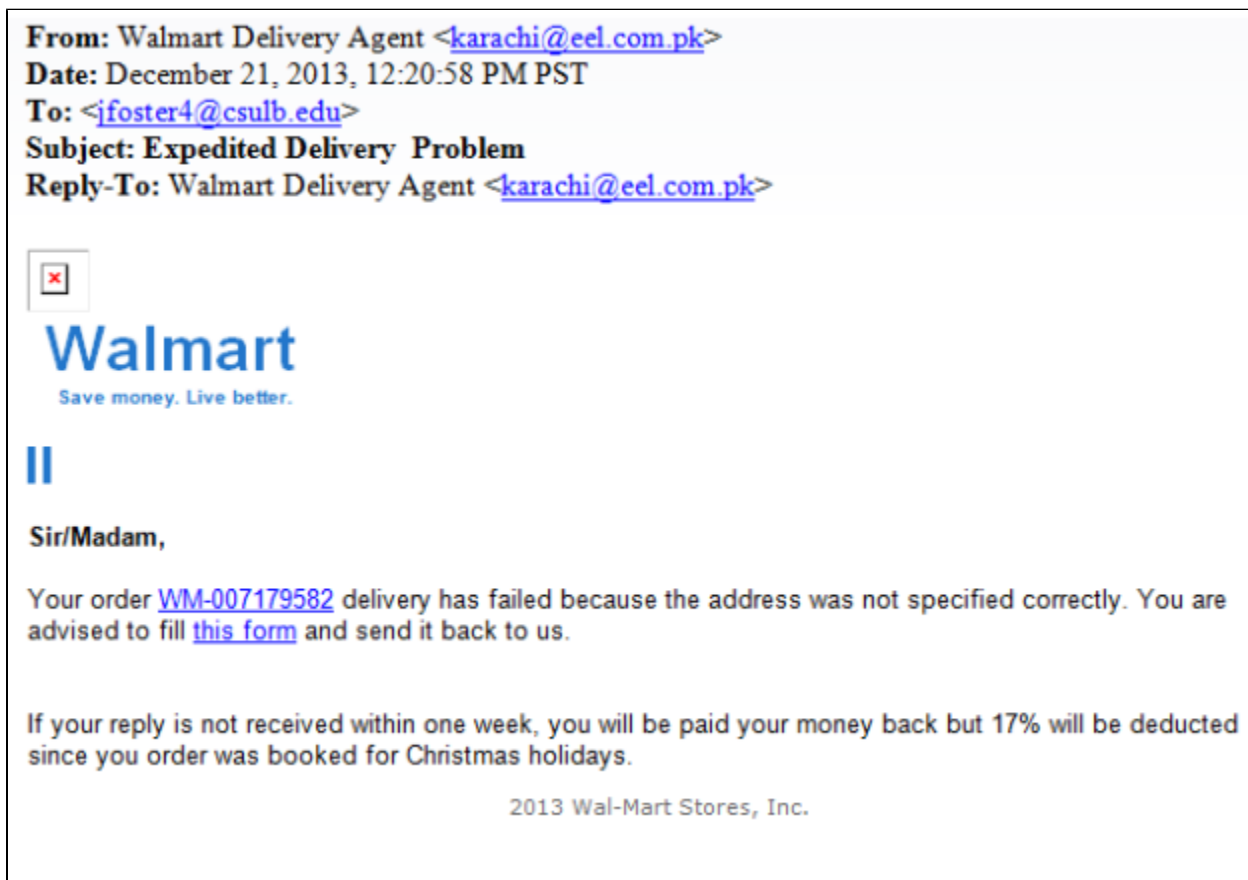 From: Walmart Delivery Agent <karachi@eel.com.pk>
Date: December 21, 2013, 12:20:58 PM PST
To: <jfoster4@csulb.edu>
Subject: Expedited Delivery  Problem
Reply-To: Walmart Delivery Agent <karachi@eel.com.pk>
Walmart
Save money. Live better.
II
Sir/Madam,
Your order WM-007179582 delivery has failed because the address was not specified correctly. You are
advised to fill this form and send it back to us.
If your reply is not received within one week, you will be paid your money back but 17% will be deducted
since you order was booked for Christmas holidays.
2013 Wal-Mart Stores, Inc.